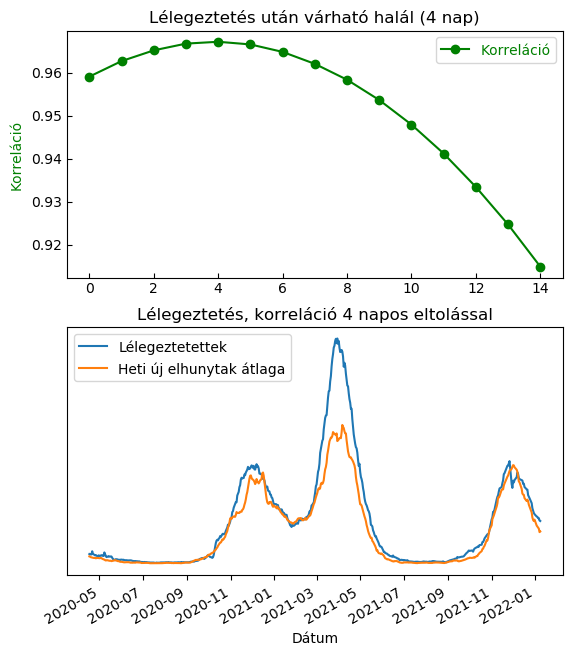 Lélegeztetés után várható halál (4 nap)
Korreláció
Korreláció
0.96
0.95
0.94
0.93
0.92
0 2 4 6 8 10 12 14
Lélegeztetés, korreláció 4 napos eltolással
Lélegeztetettek
Heti új elhunytak átlaga
2020-05 2020-07 2020-09 2020-11 2021-01 2021-03 2021-05 2021-07 2021-09 2021-11 2022-01
Dátum